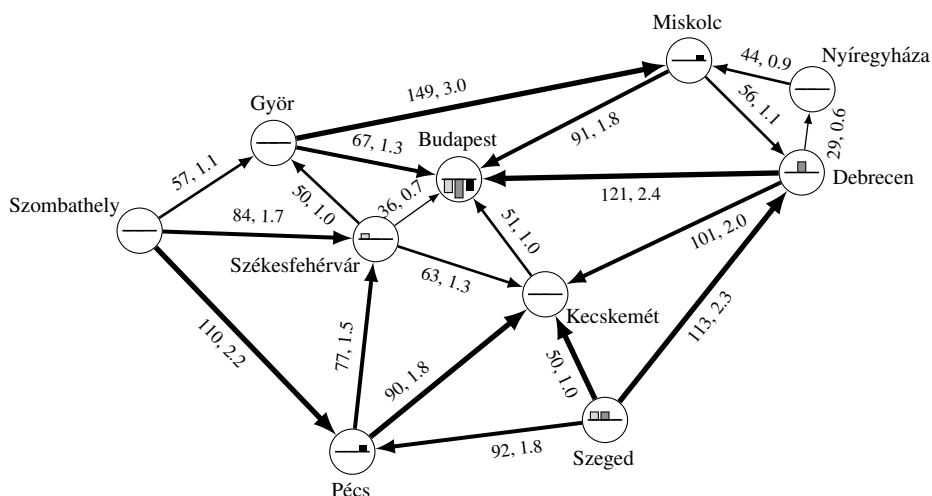 Miskolc
44, 0.9
Nyíregyháza
149, 3.0
56, 1.1
Györ
67, 1.3
Budapest
91, 1.8
29, 0.6
57, 1.1
50, 1.0
36, 0.7
121, 2.4
Debrecen
Szombathely
84, 1.7
51, 1.0
101, 2.0
Székesfehérvár
63, 1.3
Kecskemét
110, 2.2
77, 1.5
90, 1.8
50, 1.0
113, 2.3
92, 1.8
Szeged
Pécs